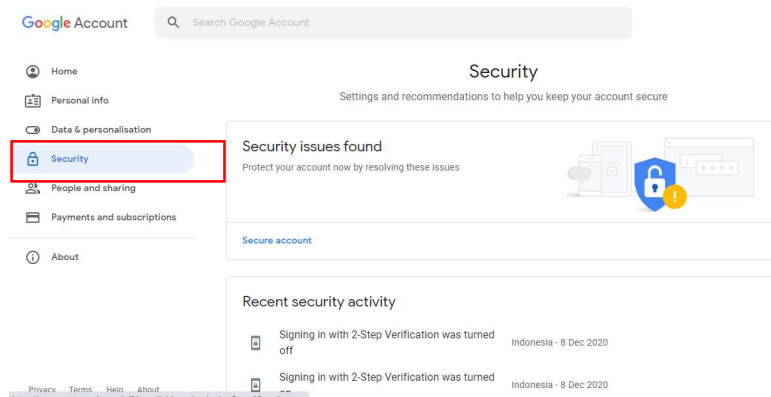 Google Account
Search Google Account
Home
Personal info
Data & personalisation
Security
People and sharing
Payments and subscriptions
About
Privacy Terms Help About
Security
Settings and recommendations to help you keep your account secure
Security issues found
Protect your account now by resolving these issues
Secure account
Recent security activity
Signing in with 2-Step Verification was turned
off
Indonesia - 8 Dec 2020
Signing in with 2-Step Verification was turned
Indonesia - 8 Dec 2020